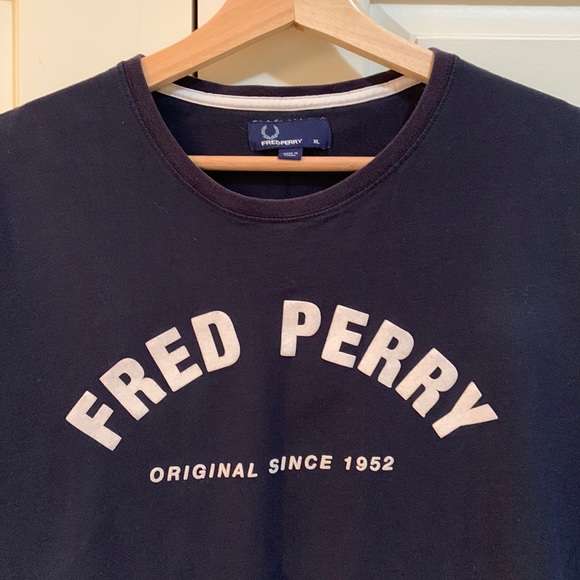 FRED PERRY
XL
FRED PERRY
ORIGINAL SINCE 1952